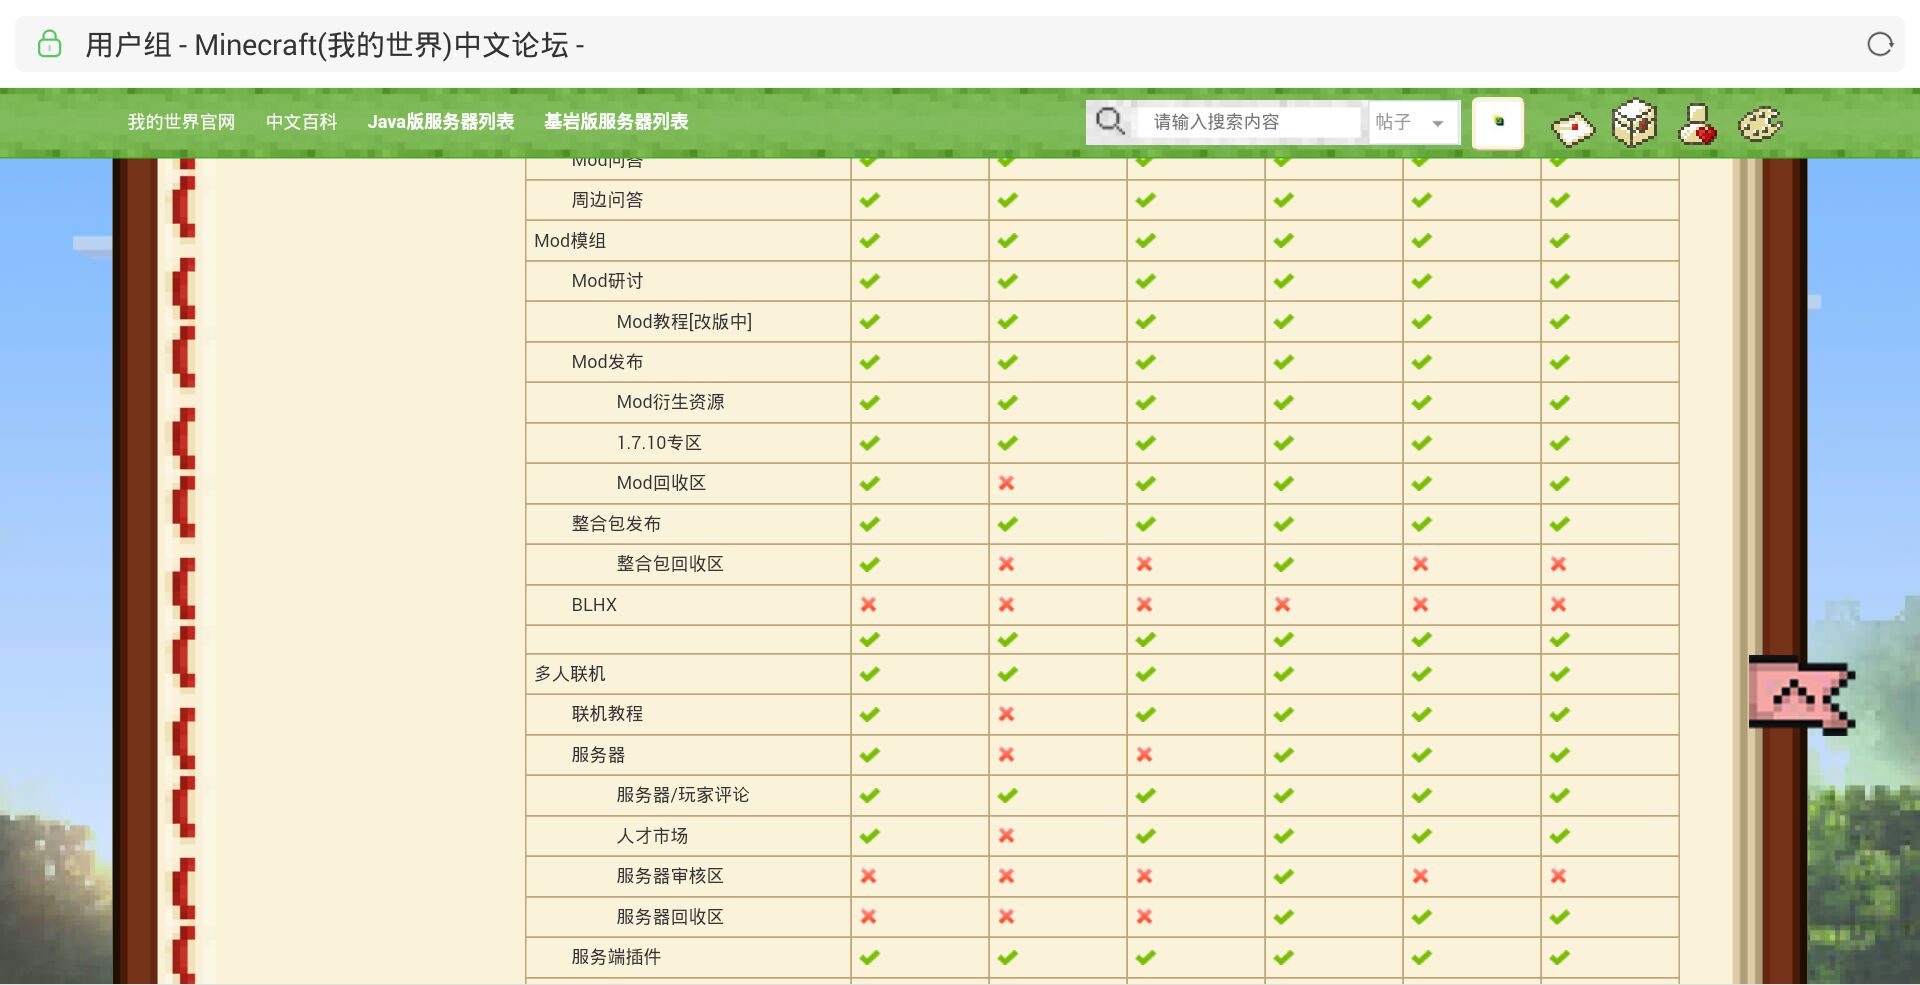 用户组 - Minecraft(我的世界)中文论坛 -
我的世界官网 中文百科 Java版服务器列表 基岩版服务器列表 请输入搜索内容 帖子
Mod问答
周边问答
Mod模组
Mod研讨
Mod教程[改版中]
Mod发布
Mod衍生资源
1.7.10专区
Mod回收区
整合包发布
整合包回收区
BLHX
多人联机
联机教程
服务器
服务器/玩家评论
人才市场
服务器审核区
服务器回收区
服务端插件